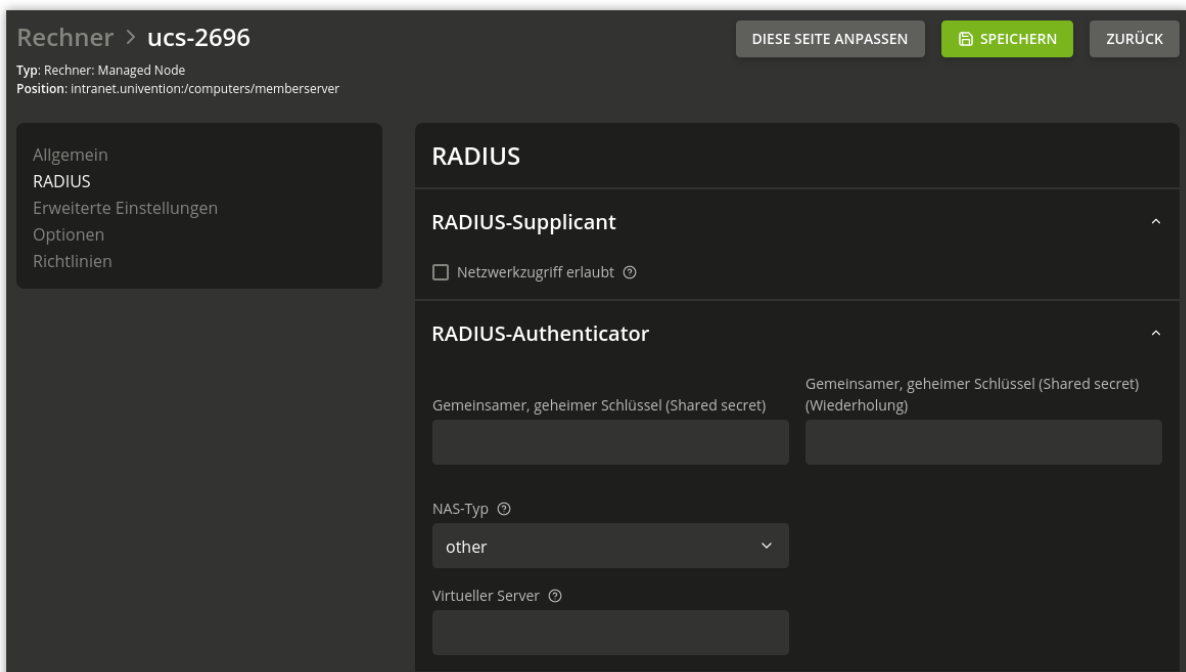 Rechner > ucs-2696
DIESE SEITE ANPASSEN
SPEICHERN
ZURÜCK
Typ: Rechner: Managed Node
Position: intranet.univention:/computers/memberserver
Allgemein
RADIUS
Erweiterte Einstellungen
Optionen
Richtlinien
RADIUS
RADIUS-Supplicant
Netzwerkzugriff erlaubt
RADIUS-Authenticator
Gemeinsamer, geheimer Schlüssel (Shared secret)
Gemeinsamer, geheimer Schlüssel (Shared secret)
(Wiederholung)
NAS-Typ
other
Virtueller Server